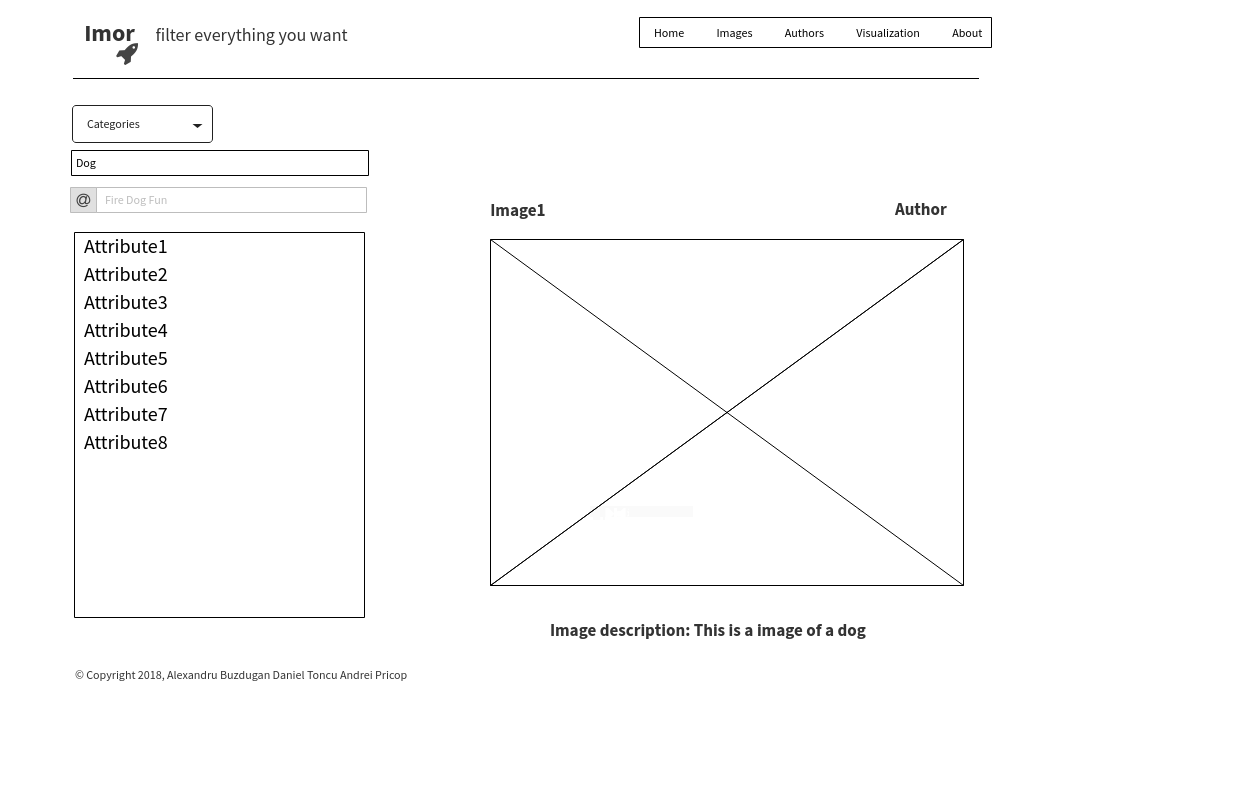 Imor filter everything you want
Home Images Authors Visualization About
Categories
Dog
@ Fire Dog Fun
Attribute1
Attribute2
Attribute3
Attribute4
Attribute5
Attribute6
Attribute7
Attribute8
Image1 Author
Image description: This is a image of a dog
© Copyright 2018, Alexandru Buzdugan Daniel Toncu Andrei Pricop